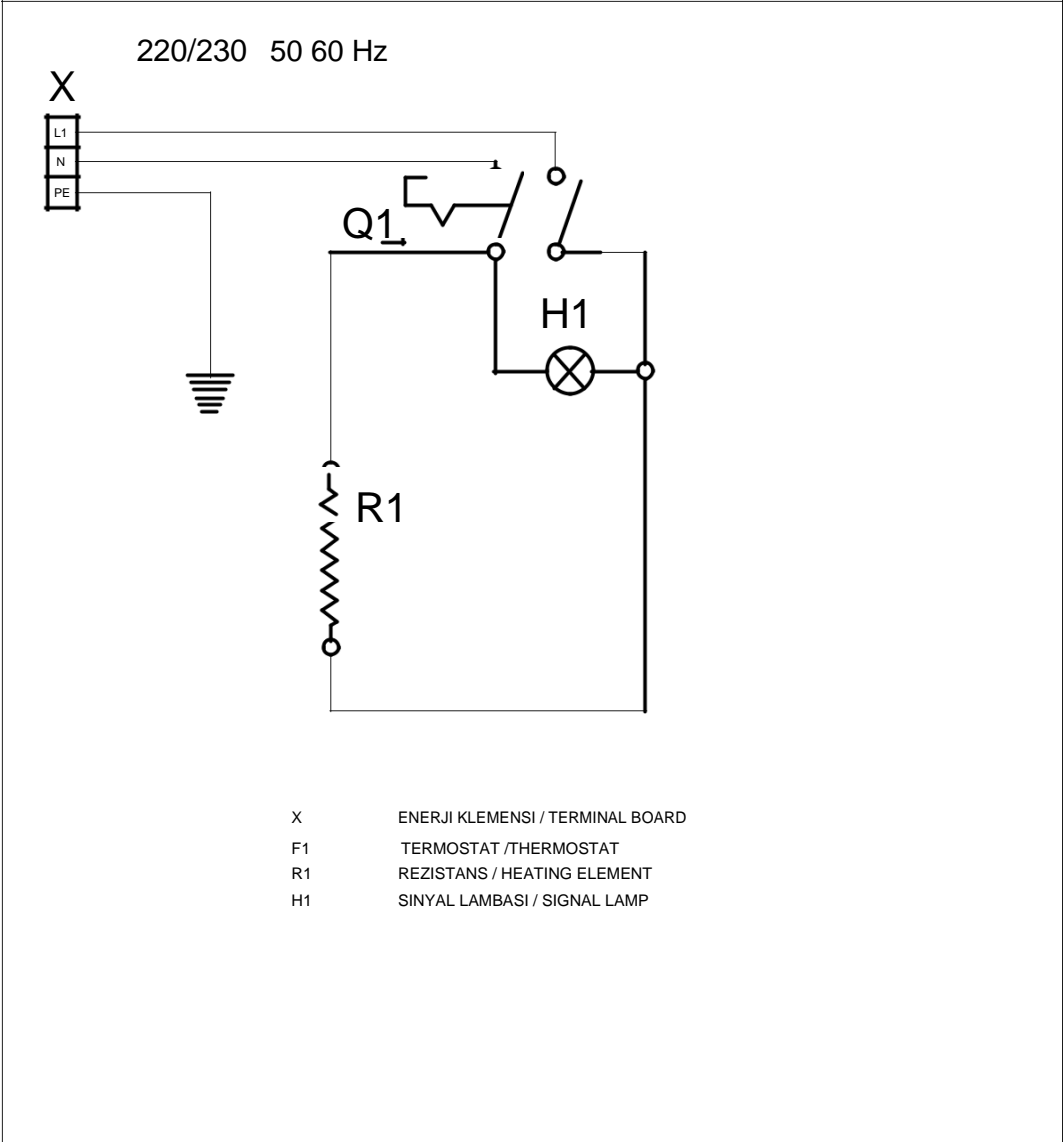 220/230 50 60 Hz
X
L1
N
PE
Q1
H1
R1
X ENERJI KLEMENSI / TERMINAL BOARD
F1 TERMOSTAT /THERMOSTAT
R1 REZISTANS / HEATING ELEMENT
H1 SINYAL LAMBASI / SIGNAL LAMP